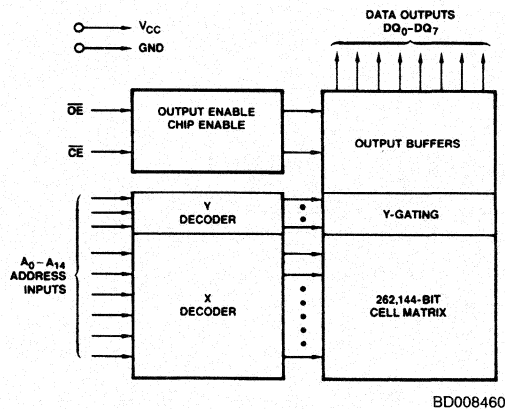 DATA OUTPUTS
DQ0–DQ7
VCC
GND
OE
CE
OUTPUT ENABLE
CHIP ENABLE
OUTPUT BUFFERS
Y
DECODER
Y-GATING
A0–A14
ADDRESS
INPUTS
X
DECODER
262,144-BIT
CELL MATRIX
BD008460